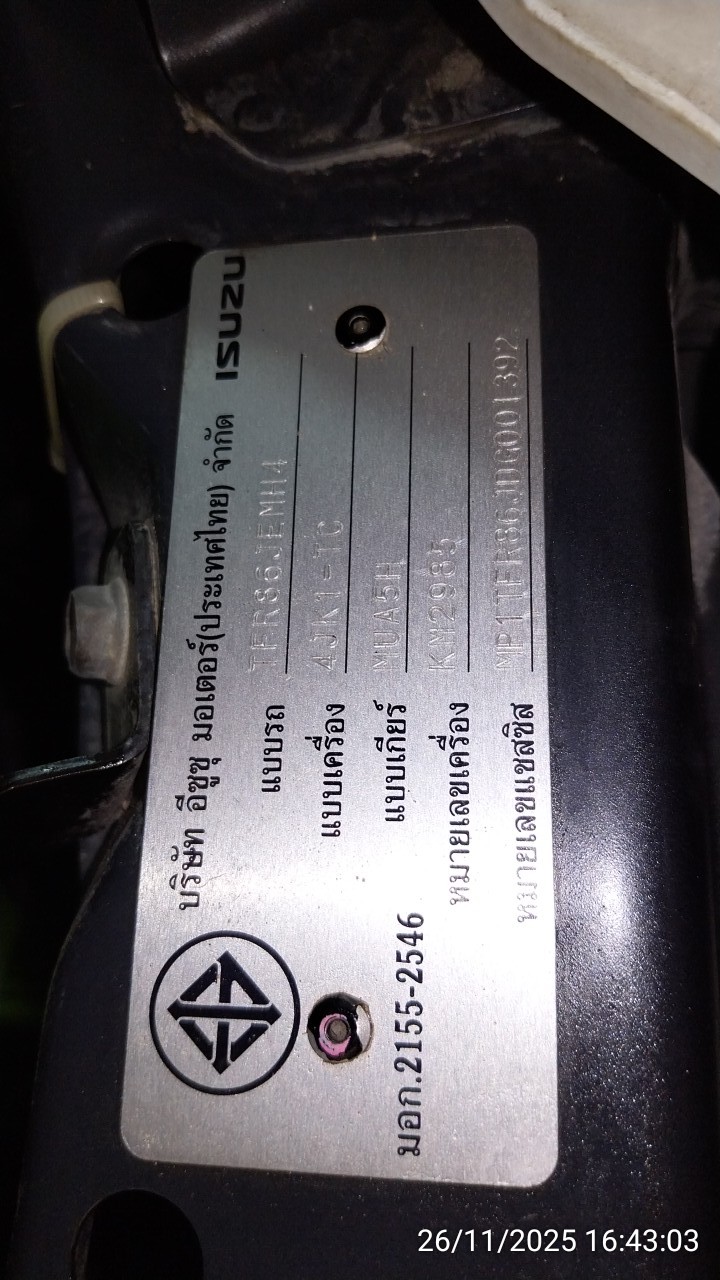 บริษัท อีซูซุ มอเตอร์(ประเทศไทย) จำกัด ISUZU
แบบรถ TFR86JEMH4
แบบเครื่อง 4JK1-TC
แบบเกียร์ MUA5H
หมายเลขเครื่อง KM2985
หมายเลขแชสซิส MP1TFR86JDG001392
มอก.2155-2546
26/11/2025 16:43:03